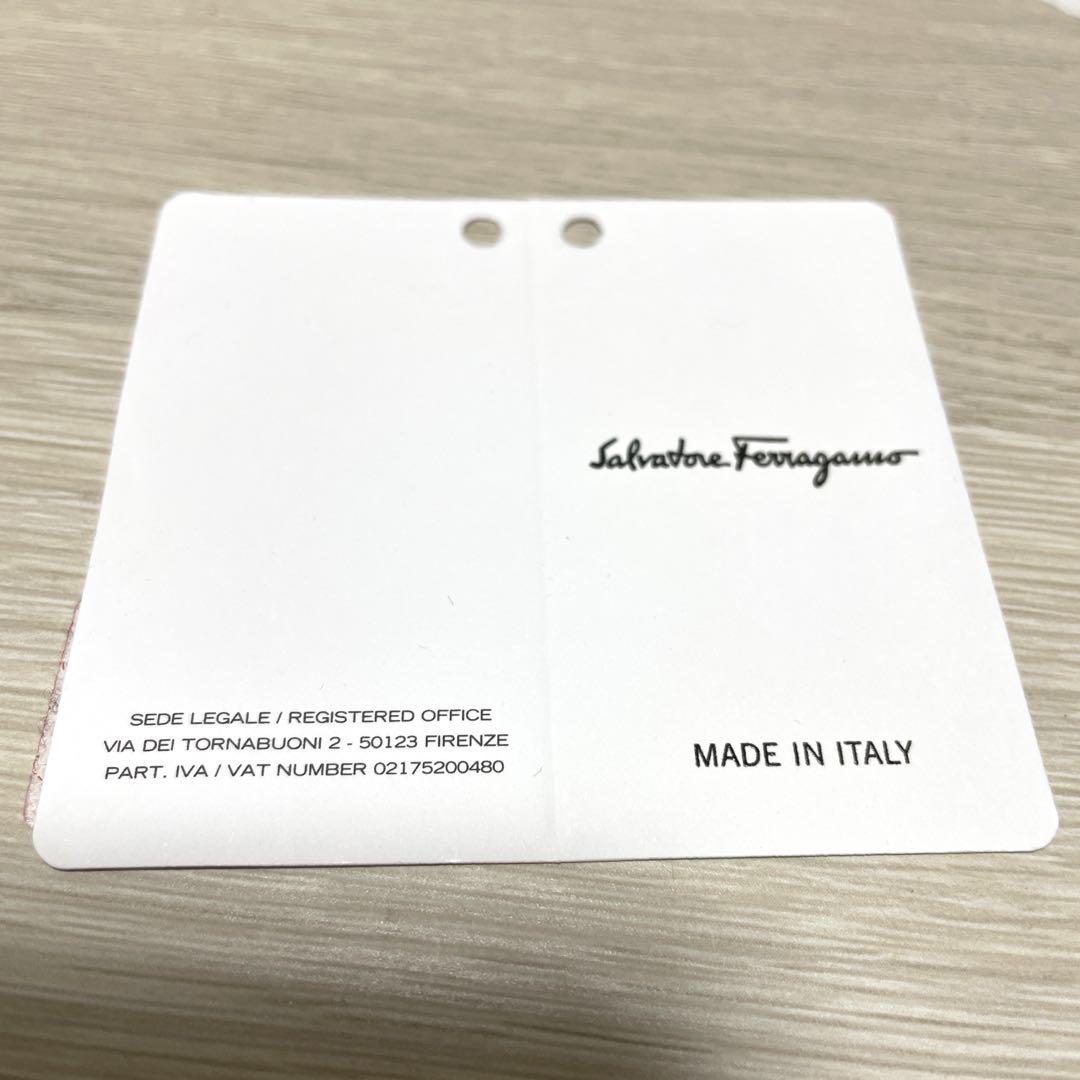 Salvatore Ferragamo
MADE IN ITALY
SEDE LEGALE / REGISTERED OFFICE
VIA DEI TORNABUONI 2 - 50123 FIRENZE
PART. IVA / VAT NUMBER 02175200480